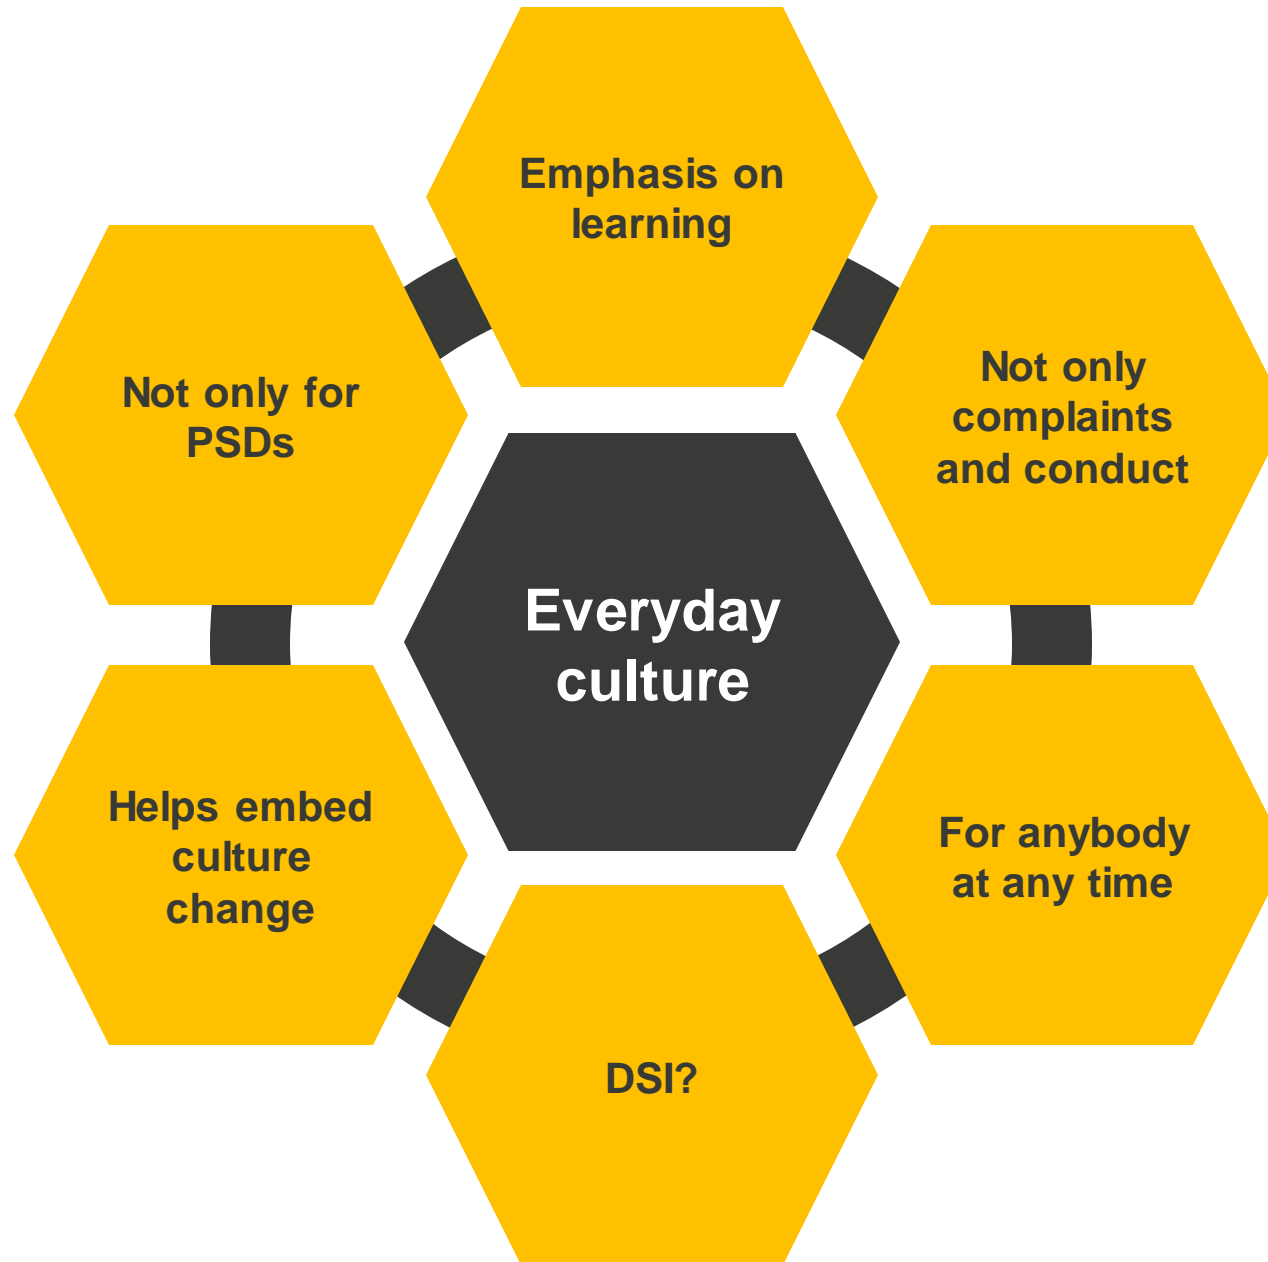 Emphasis on
learning
Not only
complaints
and conduct
For anybody
at any time
DSI?
Helps embed
culture
change
Not only for
PSDs
Everyday
culture